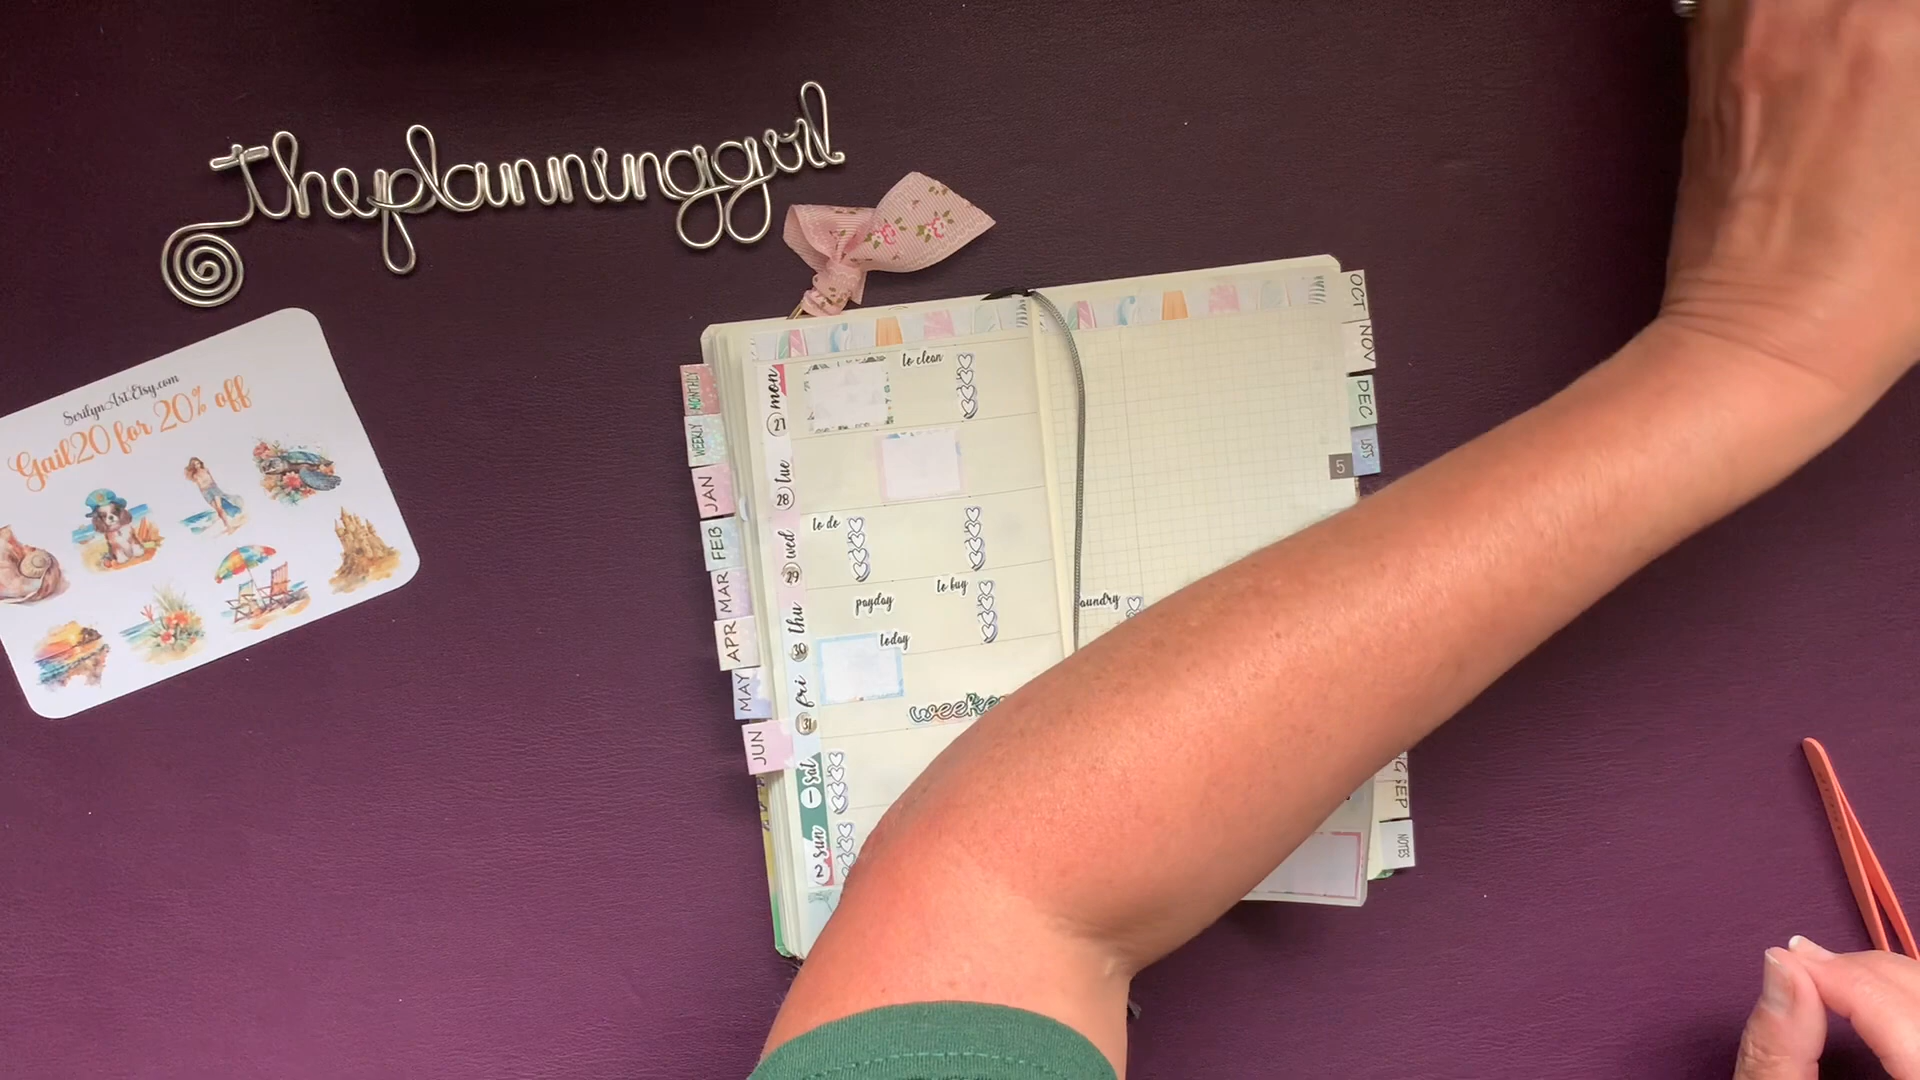 theplanninggirl
SerilynArt.Etsy.com
Gail20 for 20% off
MONTHLY
WEEKLY
JAN
FEB
MAR
APR
MAY
JUN
mon
27
to clean
tue
28
wed
29
to do
thu
30
payday
to buy
fri
31
today
sat
1
sun
2
5
OCT
NOV
DEC
LISTS
SEP
NOTES